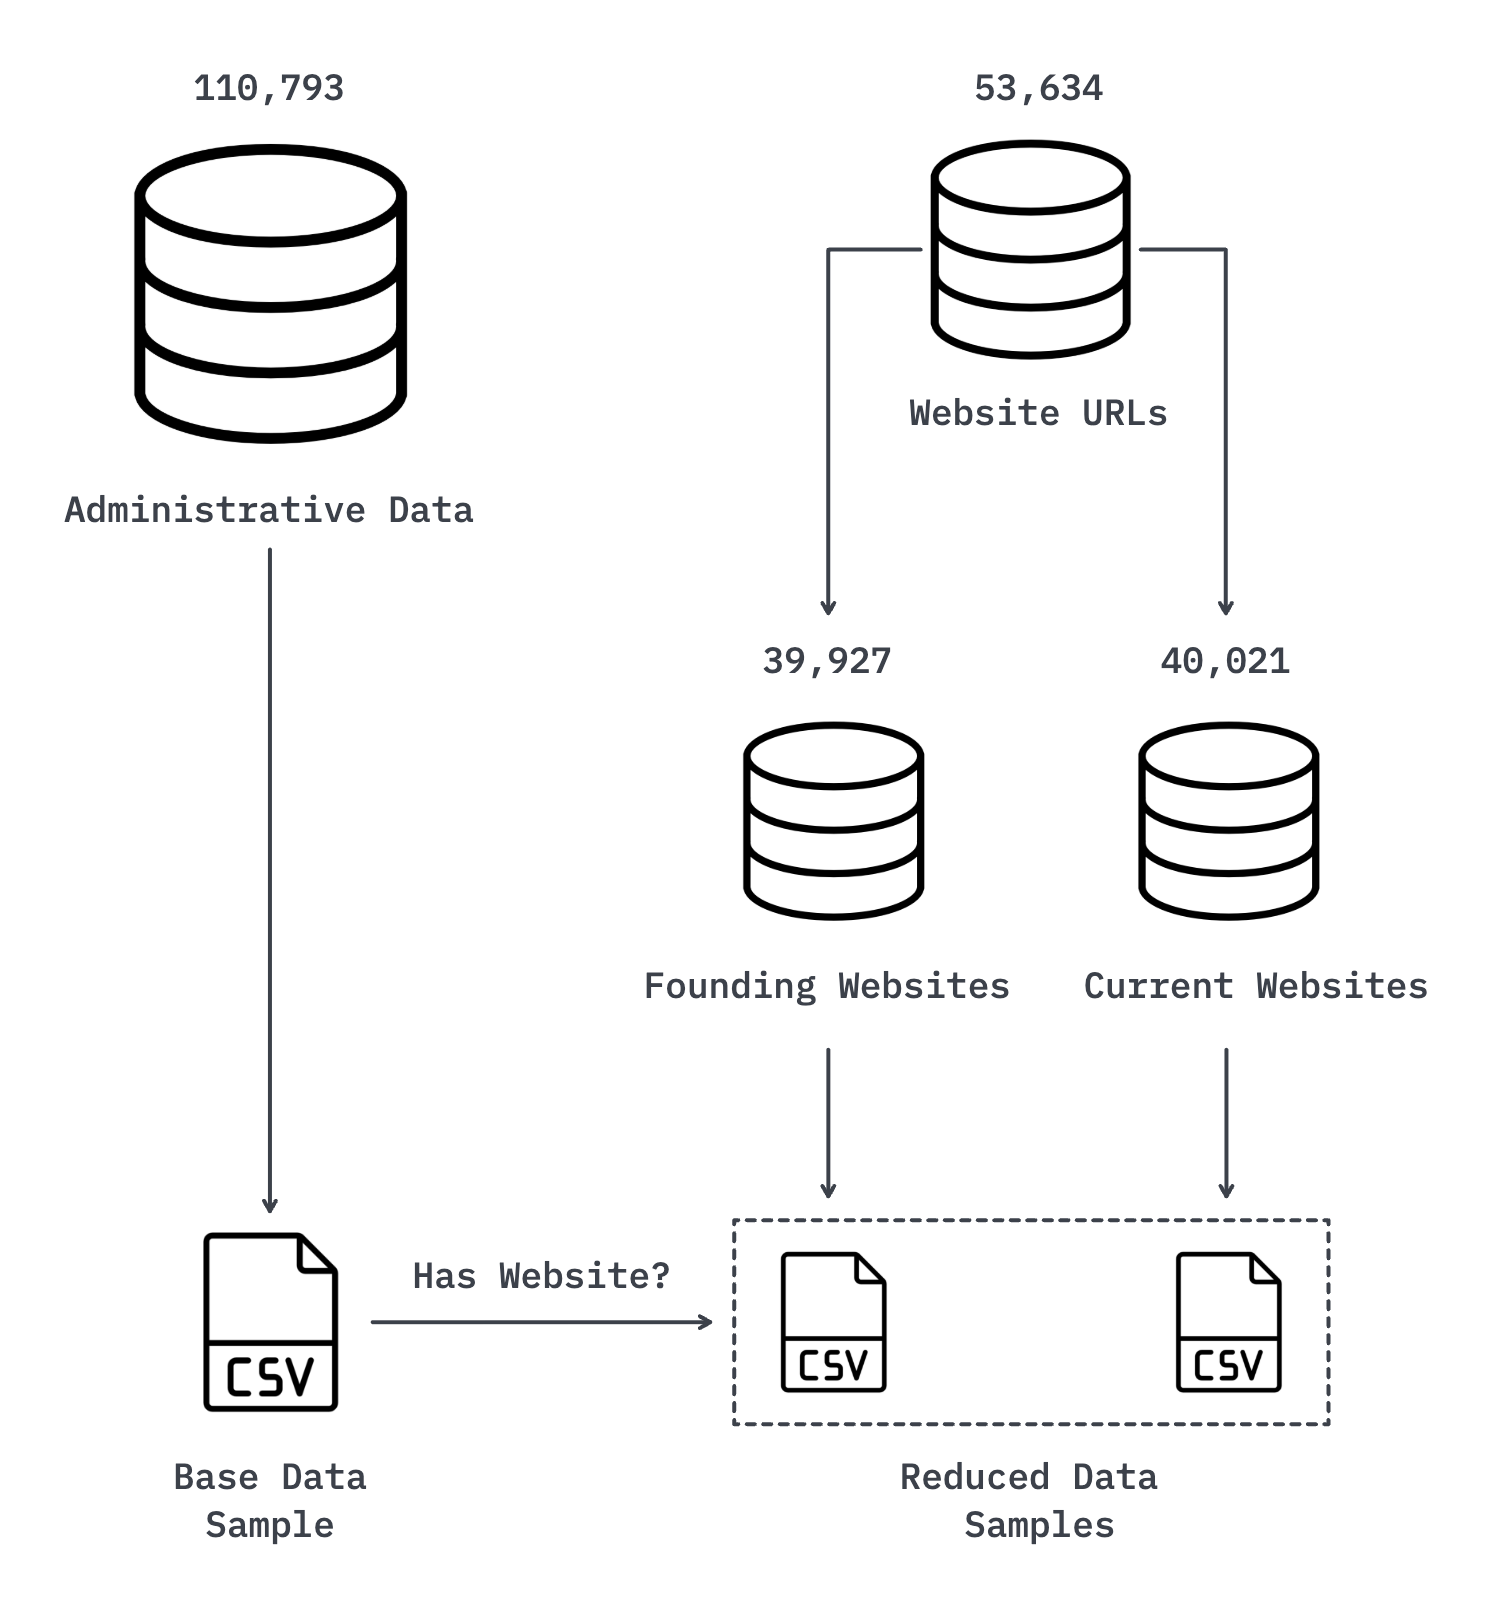 110,793
53,634
Website URLs
Administrative Data
39,927
40,021
Founding Websites
Current Websites
Has Website?
CSV
CSV
CSV
Base Data
Sample
Reduced Data
Samples